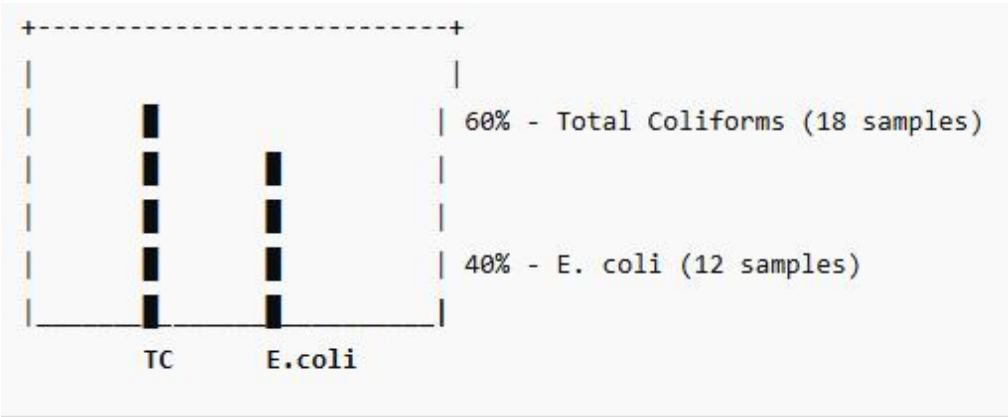 60% - Total Coliforms (18 samples)
40% - E. coli (12 samples)
TC E.coli